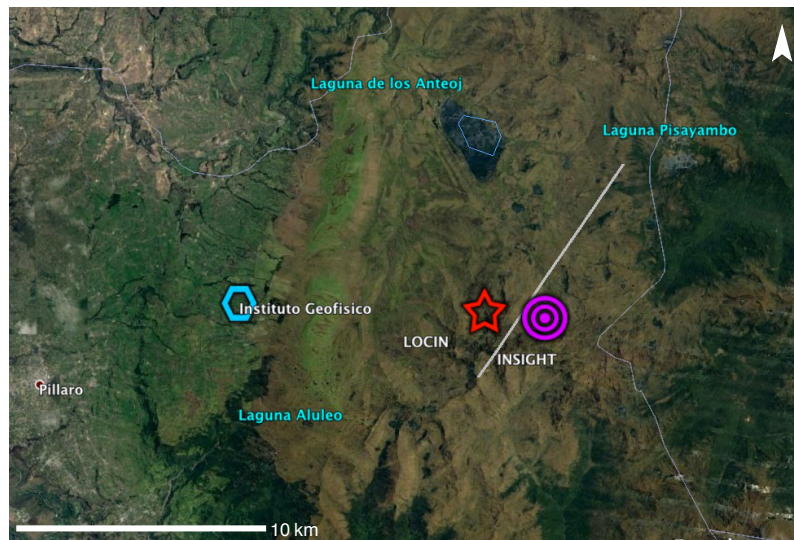 Laguna de los Anteoj
Laguna Pisayambo
Instituto Geofisico
LOCIN
INSIGHT
Pillaro
Laguna Aluleo
10 km